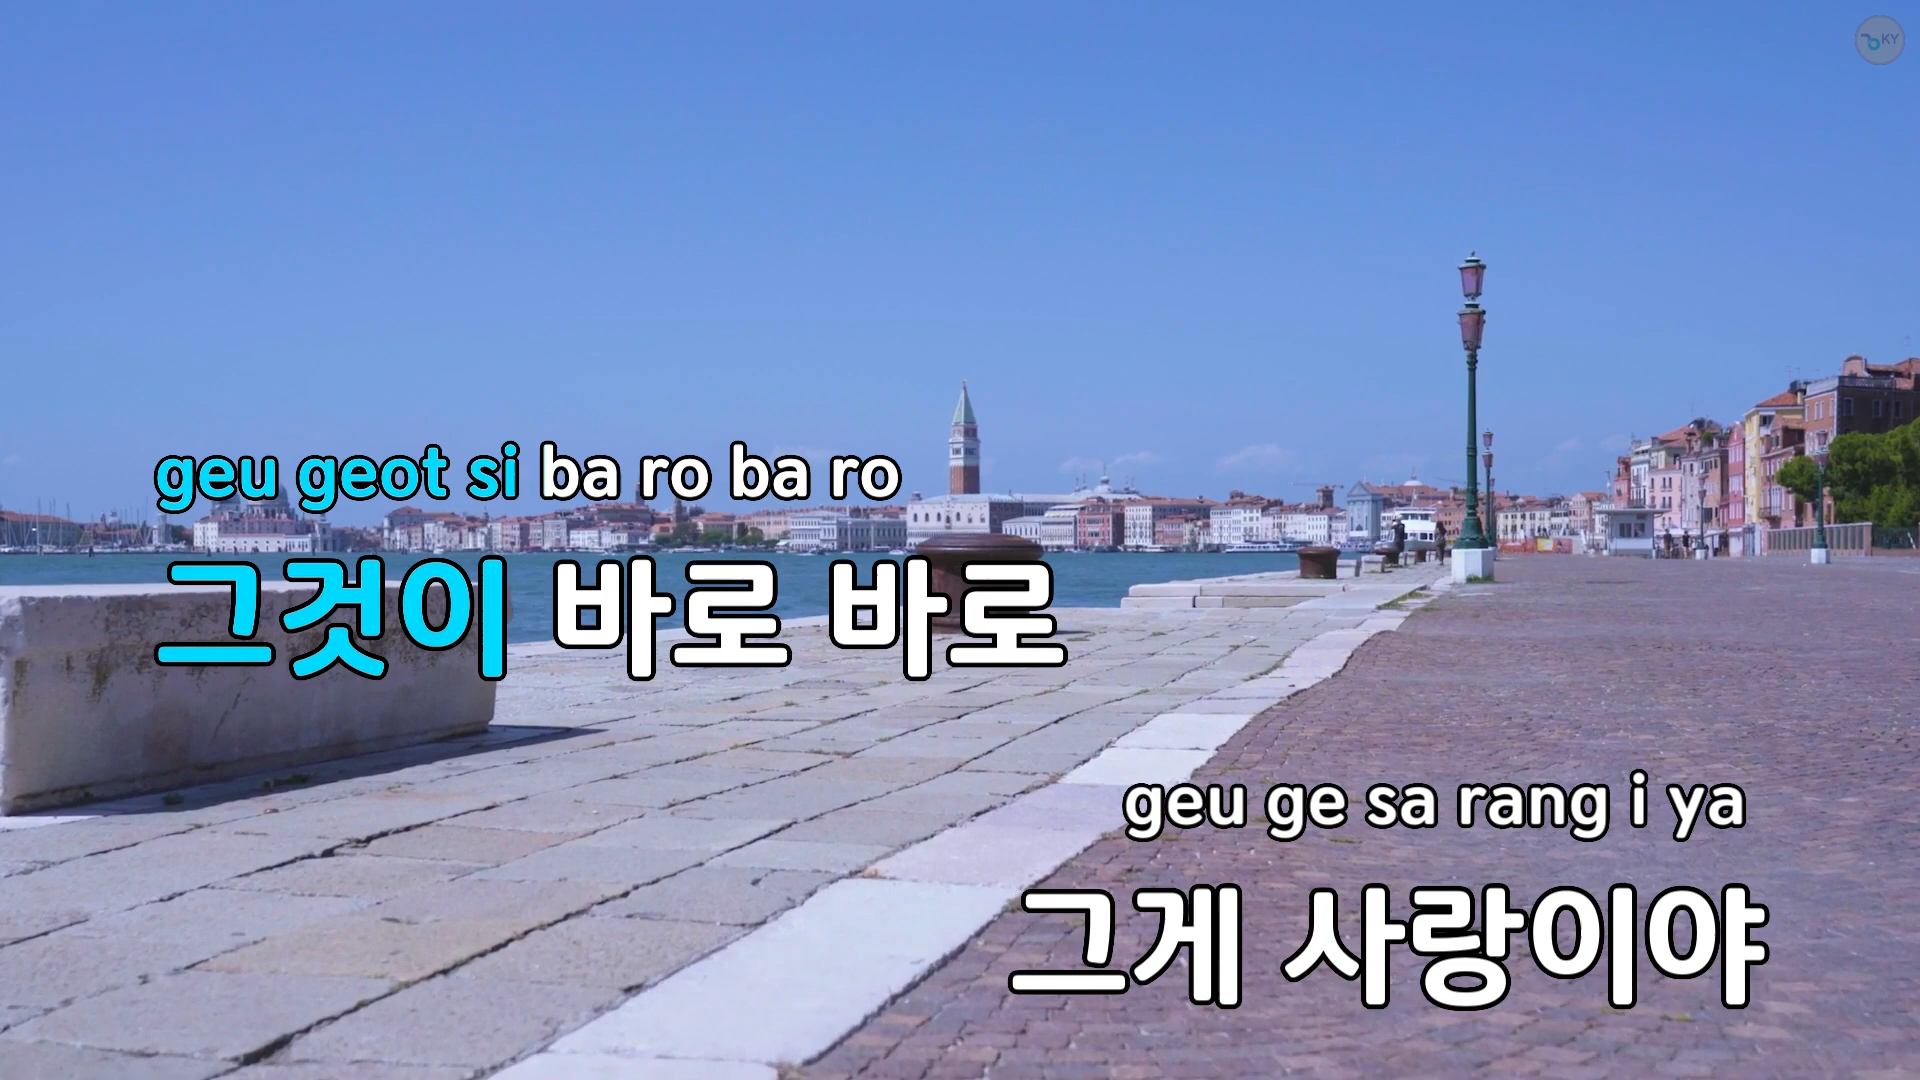 KY
geu geot si ba ro ba ro
그것이 바로 바로
geu ge sa rang i ya
그게 사랑이야